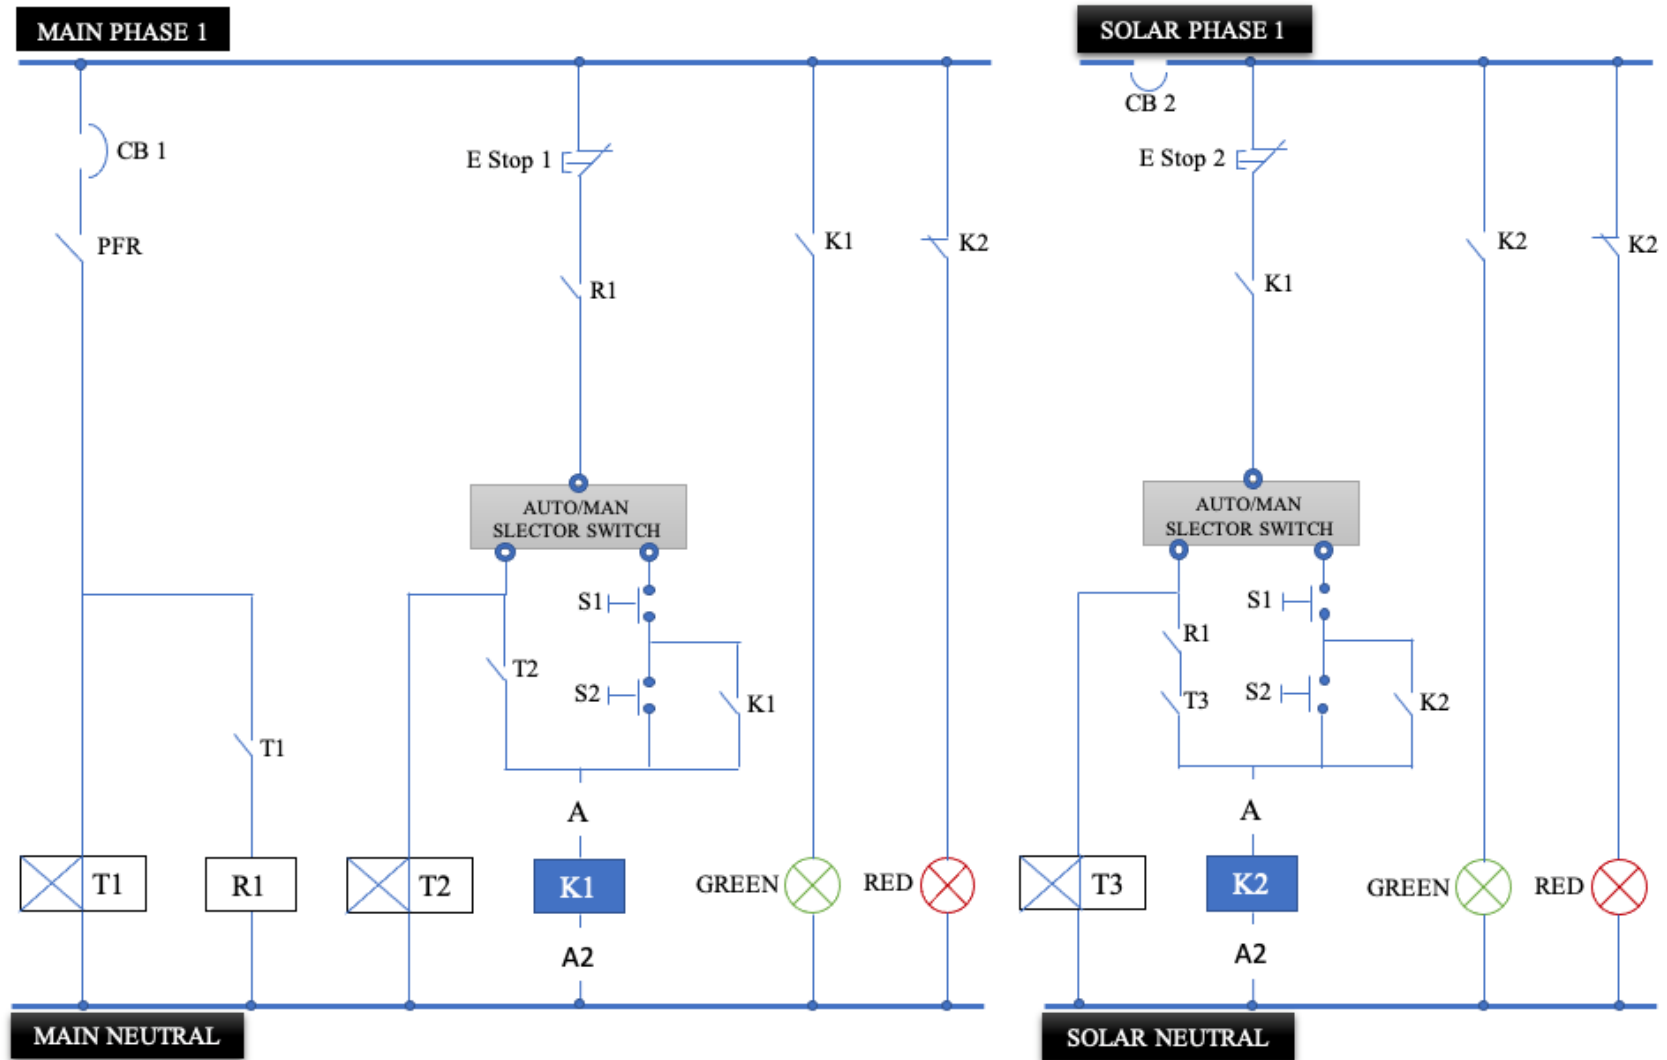 MAIN PHASE 1
SOLAR PHASE 1
CB 2
CB 1
E Stop 1
E Stop 2
PFR
K1
K2
K2
K2
R1
K1
AUTO/MAN
SLECTOR SWITCH
AUTO/MAN
SLECTOR SWITCH
S1
S1
R1
T2
S2
K1
S2
T3
K2
T1
A
A
T1
R1
T2
K1
GREEN
RED
T3
K2
GREEN
RED
A2
A2
MAIN NEUTRAL
SOLAR NEUTRAL